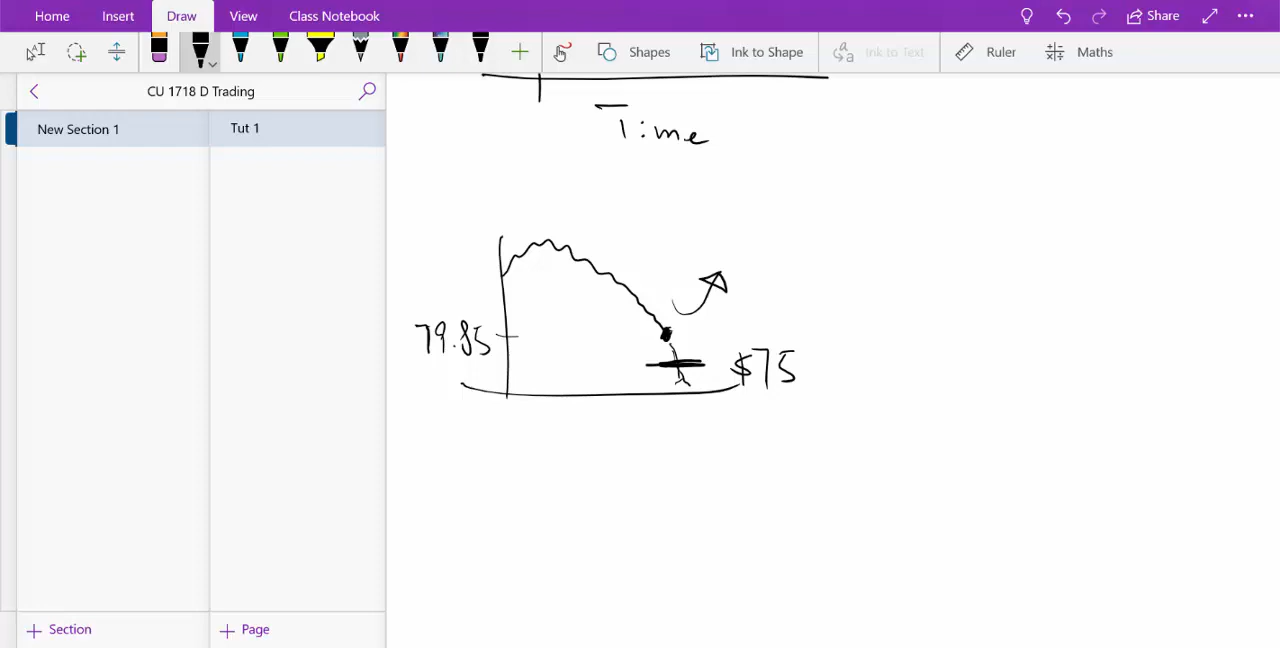 Home Insert Draw View Class Notebook Share
Shapes Ink to Shape Ink to Text Ruler Maths
CU 1718 D Trading
New Section 1 Tut 1
Time
79.85
$75
Section Page